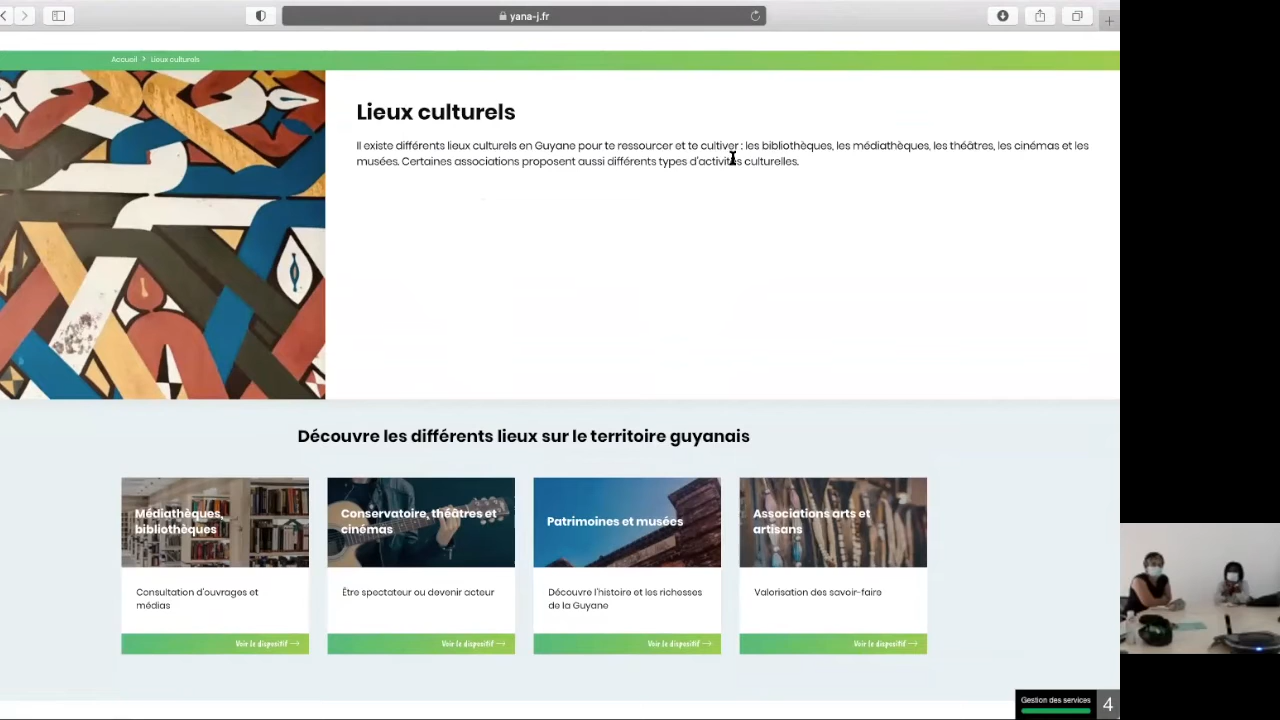 yana-j.fr
Accueil > Lieux culturels
Lieux culturels
Il existe différents lieux culturels en Guyane pour te ressourcer et te cultiver : les bibliothèques, les médiathèques, les théâtres, les cinémas et les
musées. Certaines associations proposent aussi différents types d'activités culturelles.
Découvre les différents lieux sur le territoire guyanais
Médiathèques,
bibliothèques
Consultation d'ouvrages et
médias
Voir le dispositif →
Conservatoire, théâtres et
cinémas
Être spectateur ou devenir acteur
Voir le dispositif →
Patrimoines et musées
Découvre l'histoire et les richesses
de la Guyane
Voir le dispositif →
Associations arts et
artisans
Valorisation des savoir-faire
Voir le dispositif →
Gestion des services
4